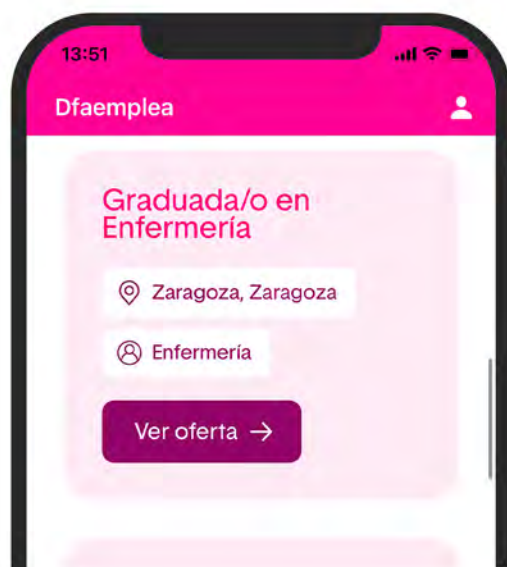 13:51
Dfaemplea
Graduada/o en
Enfermería
Zaragoza, Zaragoza
Enfermería
Ver oferta →